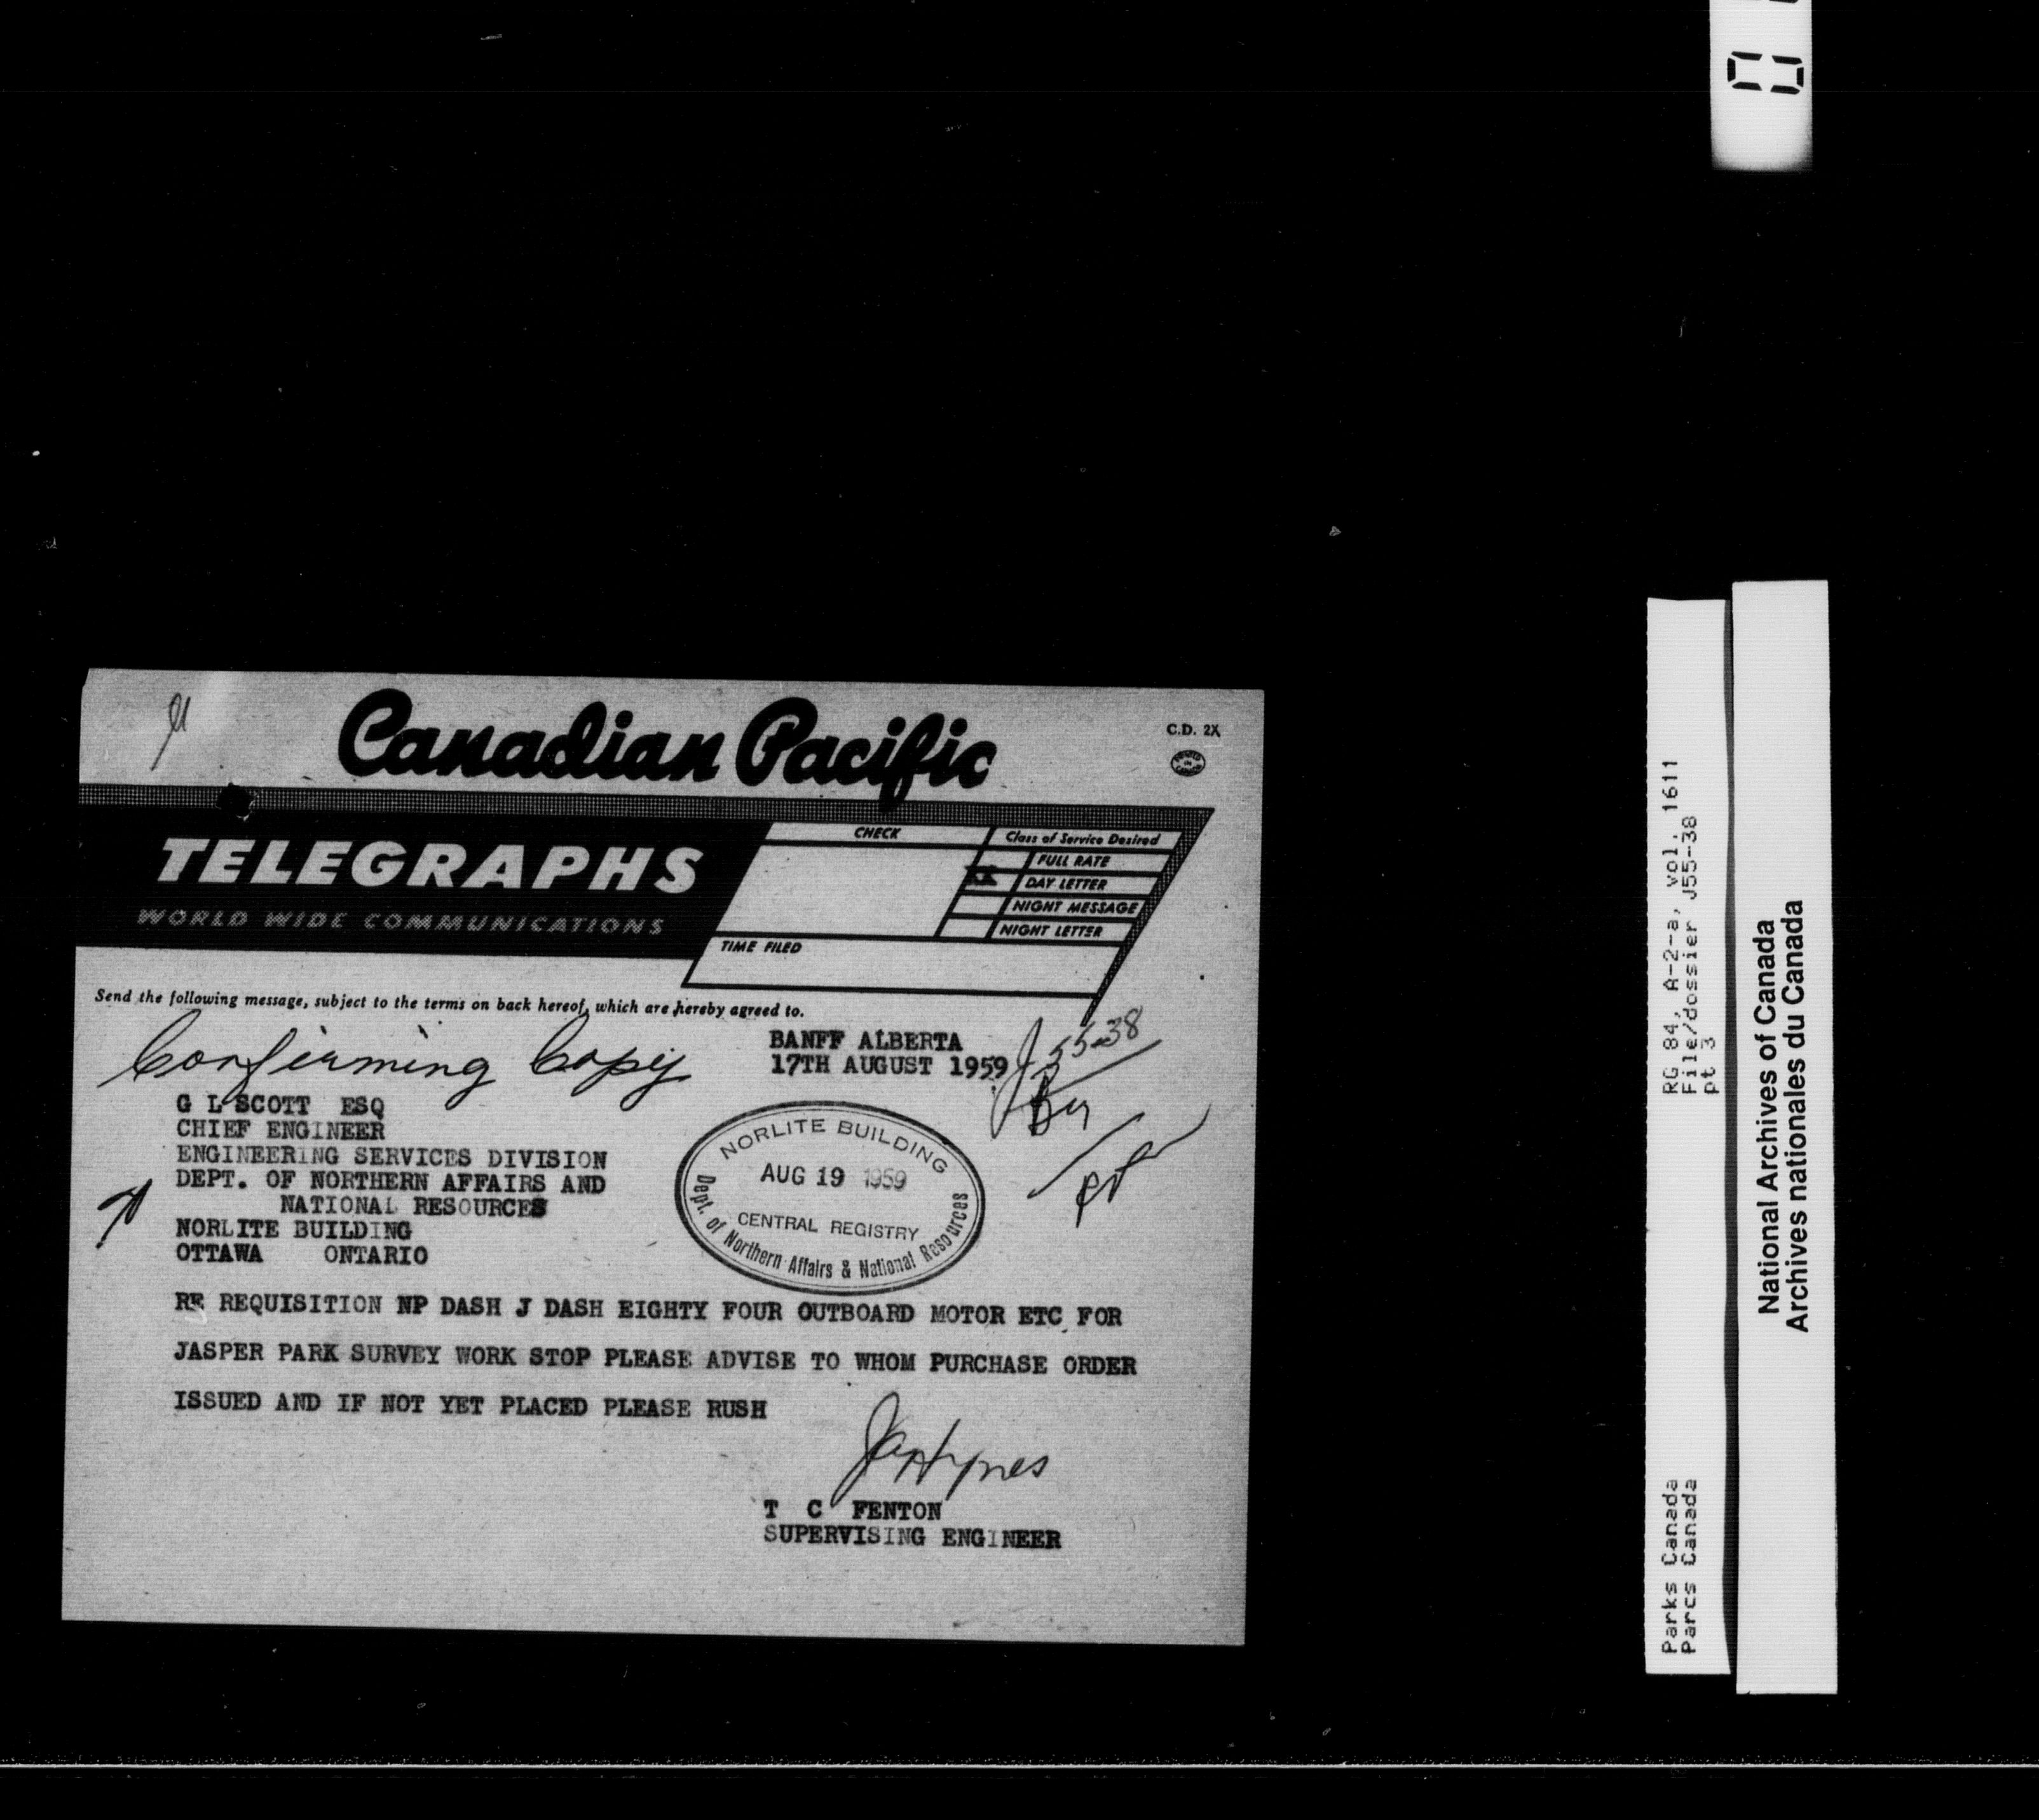 Canadian Pacific
C.D. 2X
TELEGRAPHS
WORLD WIDE COMMUNICATIONS
CHECK
Class of Service Desired
FULL RATE
XX DAY LETTER
NIGHT MESSAGE
NIGHT LETTER
TIME FILED
Send the following message, subject to the terms on back hereof, which are hereby agreed to.
Confirming Copy
BANFF ALBERTA
17TH AUGUST 1959
J55-38
G L SCOTT ESQ
CHIEF ENGINEER
ENGINEERING SERVICES DIVISION
DEPT. OF NORTHERN AFFAIRS AND
NATIONAL RESOURCES
NORLITE BUILDING
OTTAWA ONTARIO
NORLITE BUILDING
AUG 19 1959
CENTRAL REGISTRY
Dept. of Northern Affairs & National Resources
RE REQUISITION NP DASH J DASH EIGHTY FOUR OUTBOARD MOTOR ETC FOR
JASPER PARK SURVEY WORK STOP PLEASE ADVISE TO WHOM PURCHASE ORDER
ISSUED AND IF NOT YET PLACED PLEASE RUSH
JaHynes
T C FENTON
SUPERVISING ENGINEER
RG 84, A-2-a, vol. 1611
File/dossier J55-38
pt 3
Parks Canada
Parcs Canada
National Archives of Canada
Archives nationales du Canada